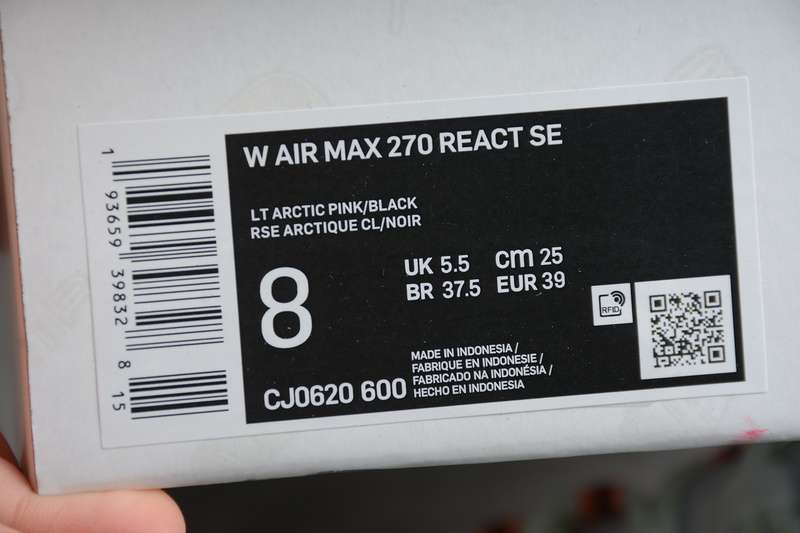 W AIR MAX 270 REACT SE
LT ARCTIC PINK/BLACK
RSE ARCTIQUE CL/NOIR
8
UK 5.5 cm 25
BR 37.5 EUR 39
RFID
CJ0620 600
MADE IN INDONESIA /
FABRIQUE EN INDONESIE /
FABRICADO NA INDONÉSIA /
HECHO EN INDONESIA
1 93659 39832 8 15